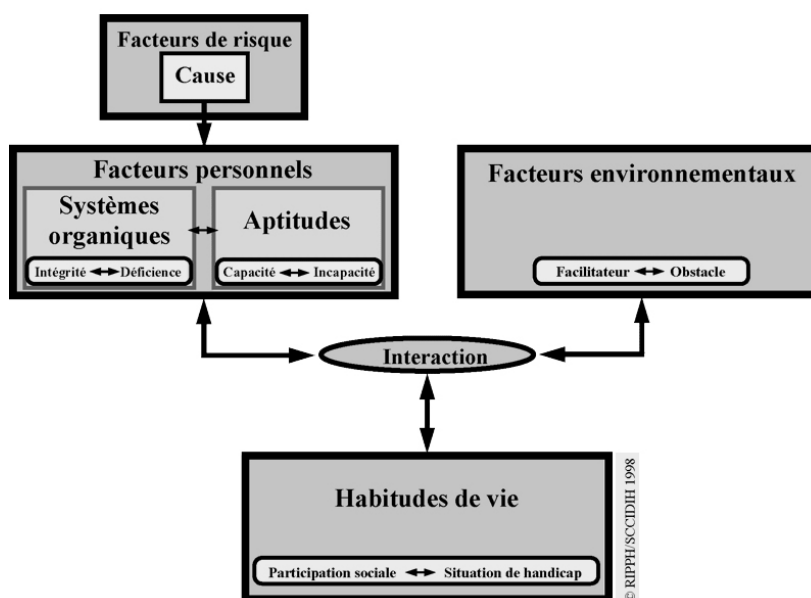 Facteurs de risque
Cause
Facteurs personnels
Systèmes
organiques
Aptitudes
Intégrité Déficience
Capacité Incapacité
Facteurs environnementaux
Facilitateur Obstacle
Interaction
Habitudes de vie
Participation sociale Situation de handicap
© RIPPH/SCCIDIH 1998